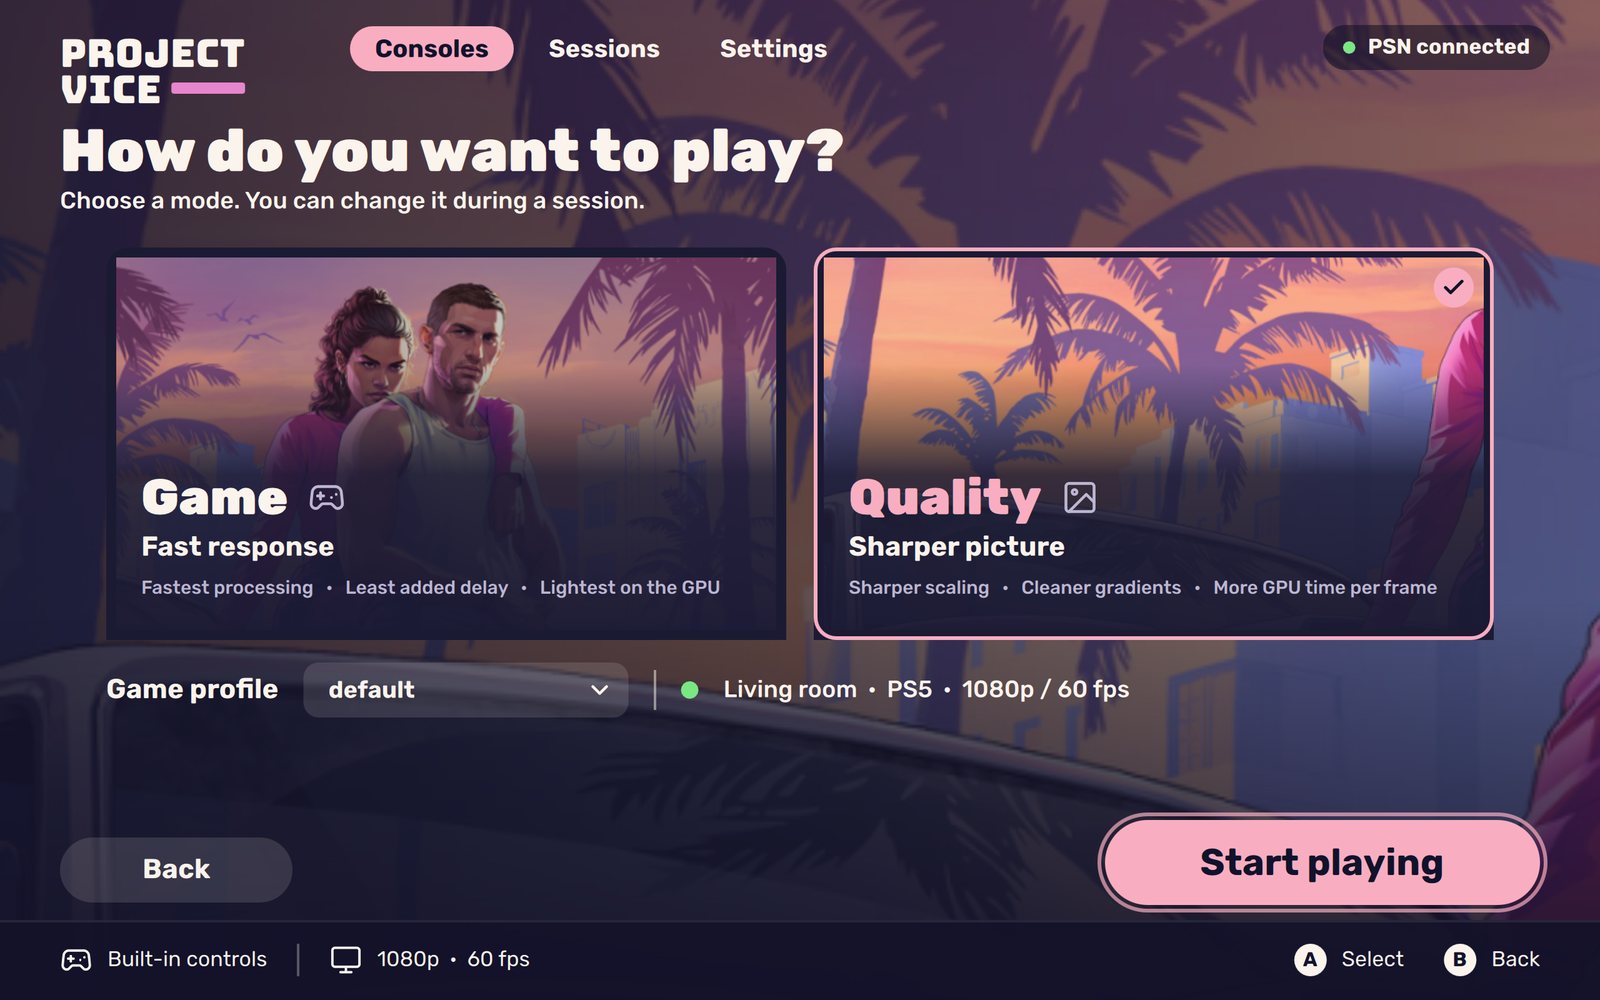 PROJECT
VICE
Consoles
Sessions
Settings
PSN connected
How do you want to play?
Choose a mode. You can change it during a session.
Game
Fast response
Fastest processing • Least added delay • Lightest on the GPU
Quality
Sharper picture
Sharper scaling • Cleaner gradients • More GPU time per frame
Game profile
default
Living room • PS5 • 1080p / 60 fps
Back
Start playing
Built-in controls
1080p • 60 fps
A Select
B Back